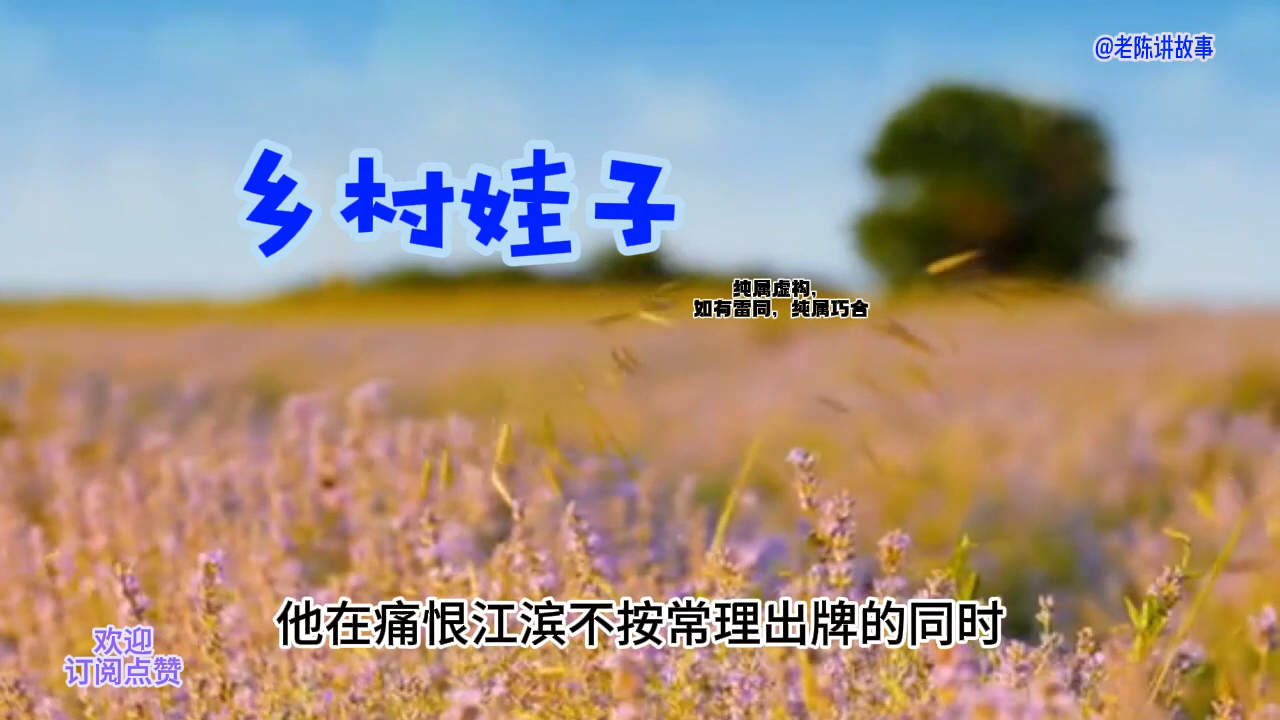 @老陈讲故事
乡村娃子
纯属虚构，
如有雷同，纯属巧合
他在痛恨江滨不按常理出牌的同时
欢迎
订阅点赞